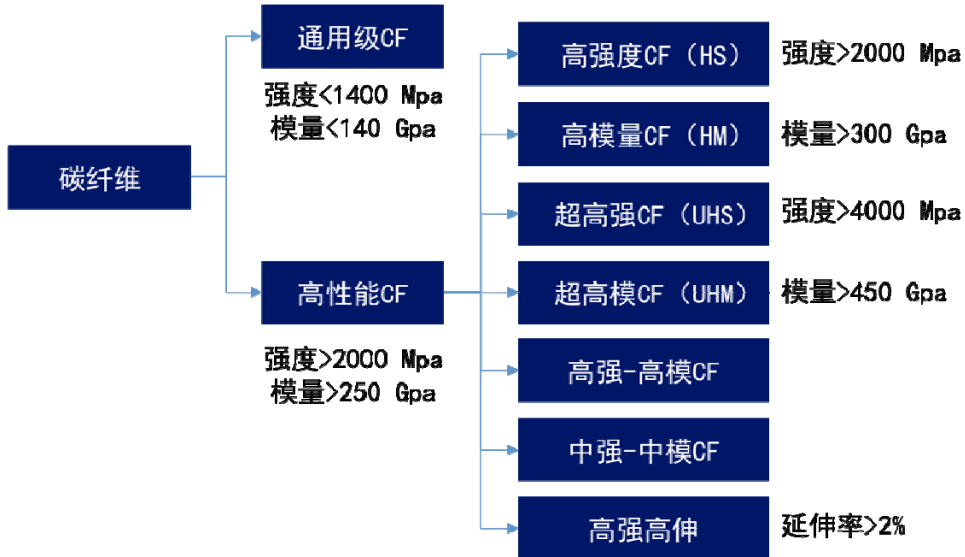 碳纤维
通用级CF
强度<1400 Mpa
模量<140 Gpa
高性能CF
强度>2000 Mpa
模量>250 Gpa
高强度CF（HS） 强度>2000 Mpa
高模量CF（HM） 模量>300 Gpa
超高强CF（UHS） 强度>4000 Mpa
超高模CF（UHM） 模量>450 Gpa
高强-高模CF
中强-中模CF
高强高伸 延伸率>2%